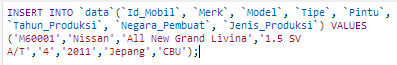 INSERT INTO `data`(`Id_Mobil`, `Merk`, `Model`, `Tipe`, `Pintu`,
`Tahun_Produksi`, `Negara_Pembuat`, `Jenis_Produksi`) VALUES
('M60001','Nissan','All New Grand Livina','1.5 SV
A/T','4','2011','Jepang','CBU');